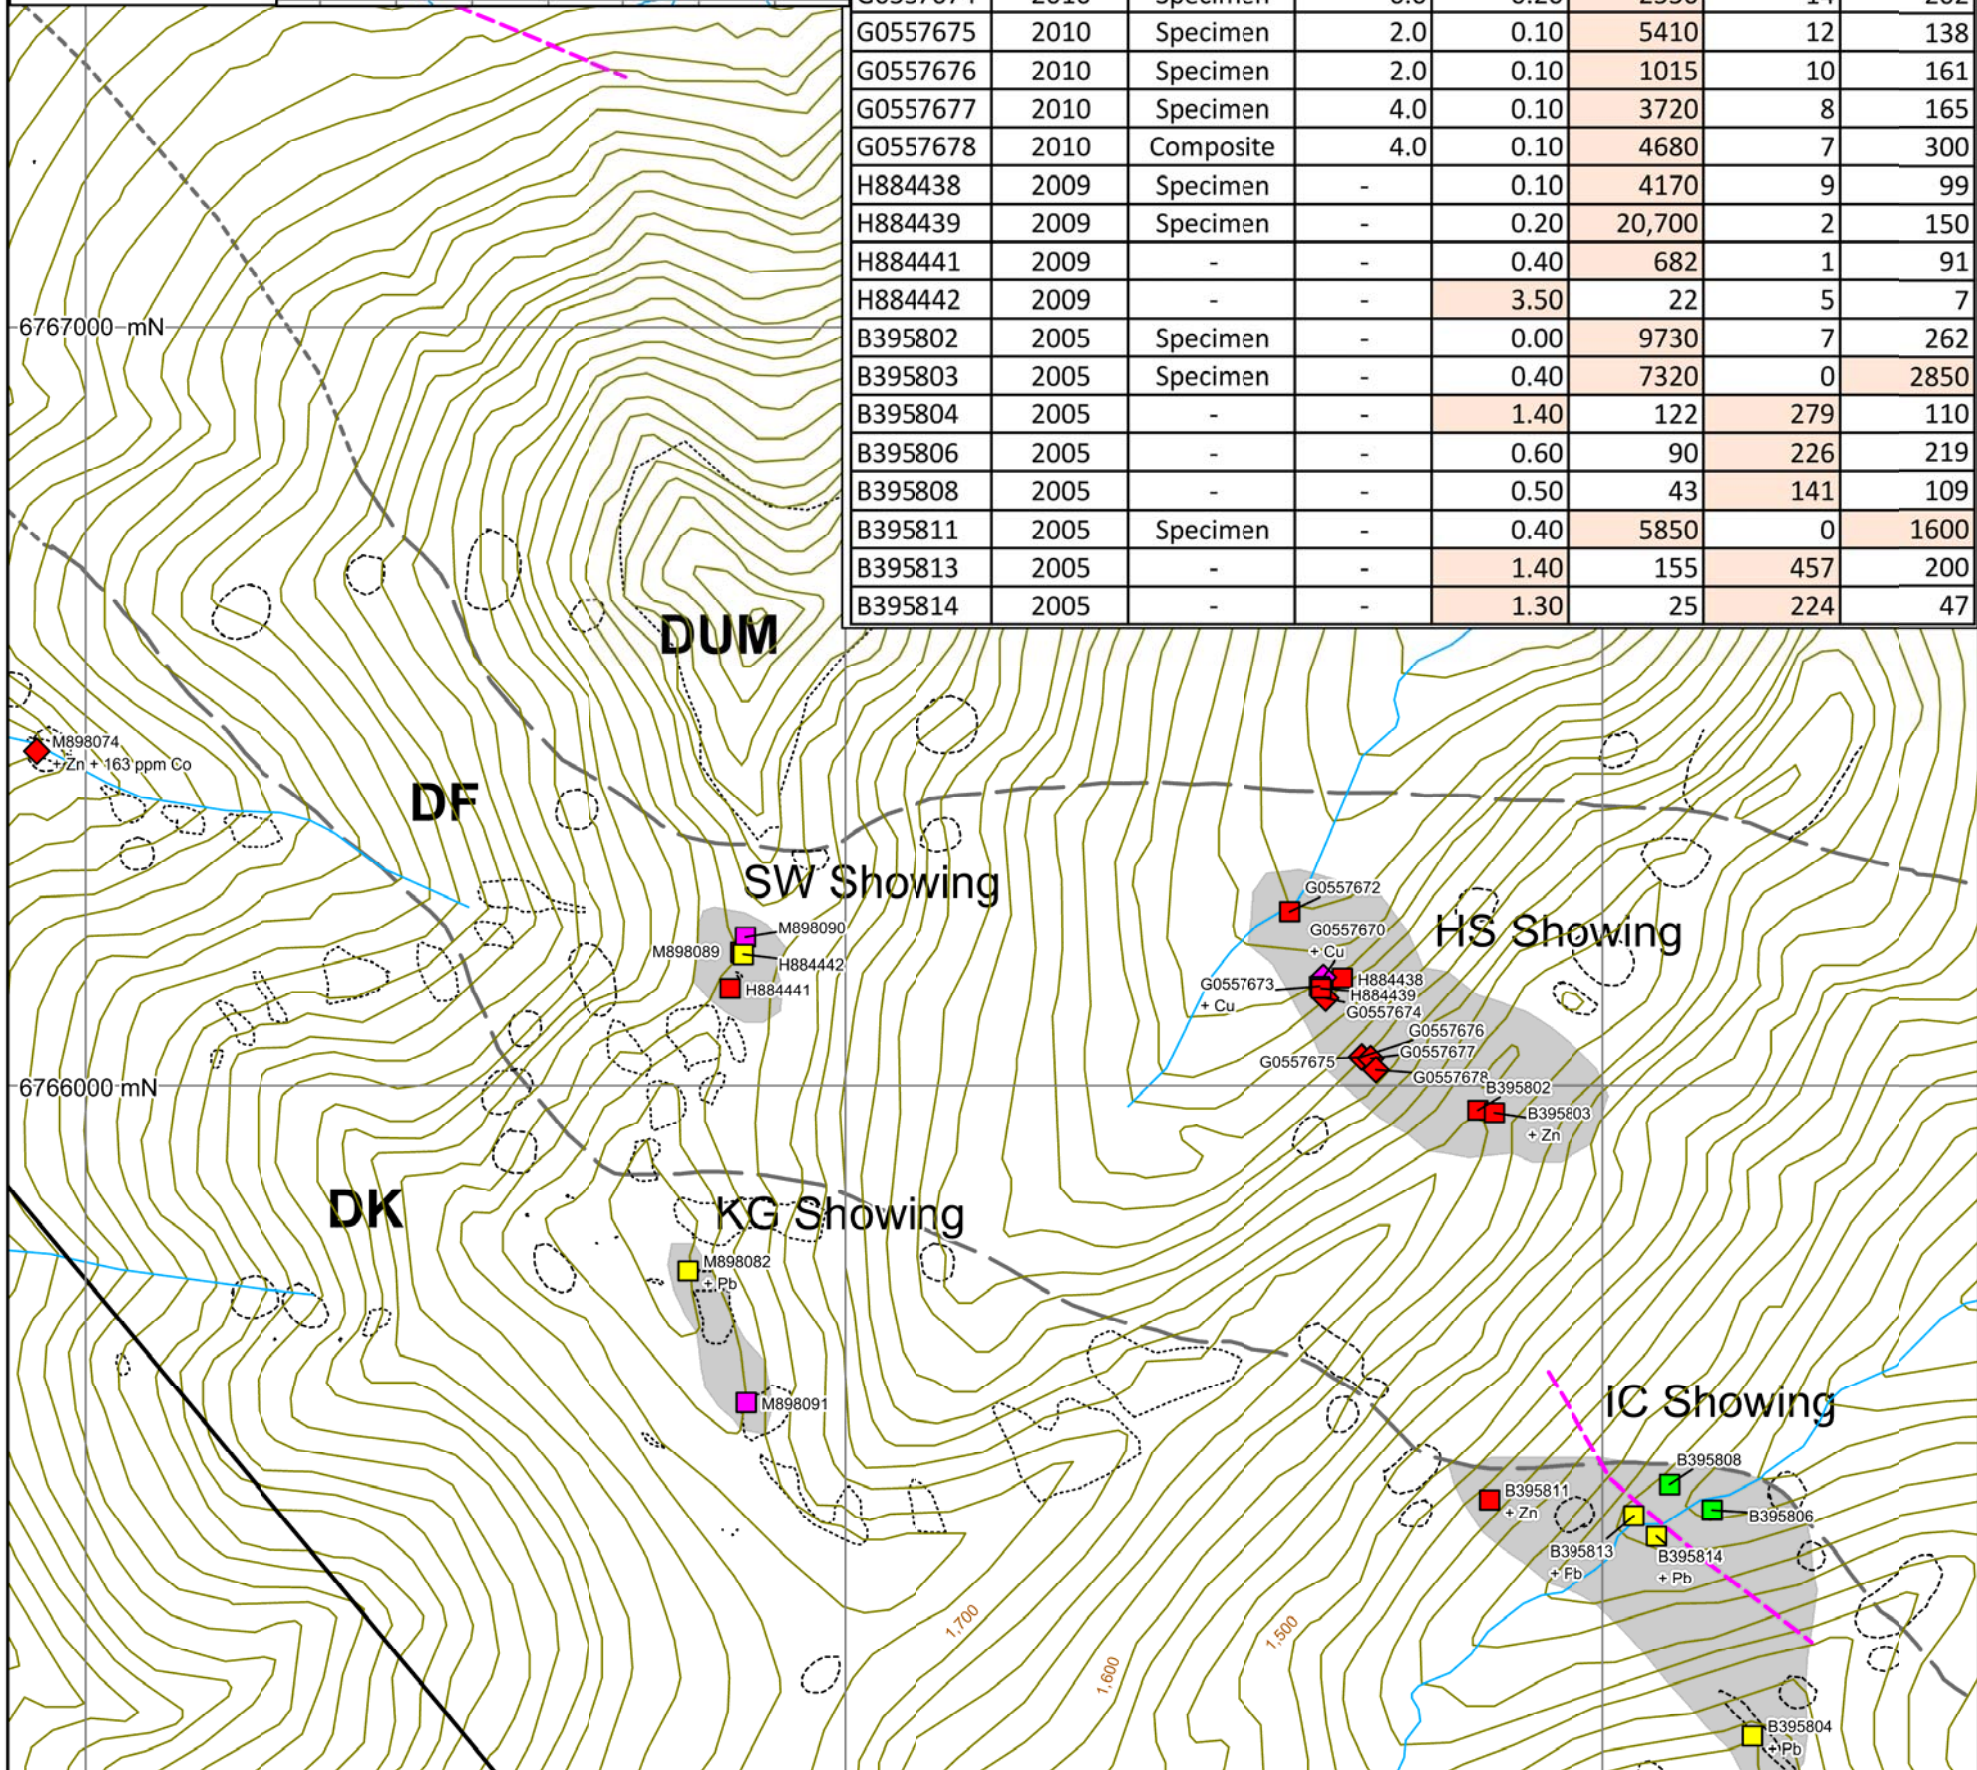 G0557675 2010 Specimen 2.0 0.10 5410 12 138
G0557676 2010 Specimen 2.0 0.10 1015 10 161
G0557677 2010 Specimen 4.0 0.10 3720 8 165
G0557678 2010 Composite 4.0 0.10 4680 7 300
H884438 2009 Specimen - 0.10 4170 9 99
H884439 2009 Specimen - 0.20 20,700 2 150
H884441 2009 - - 0.40 682 1 91
H884442 2009 - - 3.50 22 5 7
B395802 2005 Specimen - 0.00 9730 7 262
B395803 2005 Specimen - 0.40 7320 0 2850
B395804 2005 - - 1.40 122 279 110
B395806 2005 - - 0.60 90 226 219
B395808 2005 - - 0.50 43 141 109
B395811 2005 Specimen - 0.40 5850 0 1600
B395813 2005 - - 1.40 155 457 200
B395814 2005 - - 1.30 25 224 47
6767000 mN
DUM
M898074
+ Zn + 163 ppm Co
DF
SW Showing
M898090
M898089
H884442
H884441
G0557672
HS Showing
G0557670
+ Cu
H884438
G0557673
+ Cu
H884439
G0557674
G0557676
G0557677
G0557675
G0557678
6766000 mN
B395802
B395803
+ Zn
DK
KG Showing
M898082
+ Pb
M898091
IC Showing
B395808
B395811
+ Zn
B395806
B395813
+ Pb
B395814
+ Pb
1,700
1,600
1,500
B395804
+ Pb